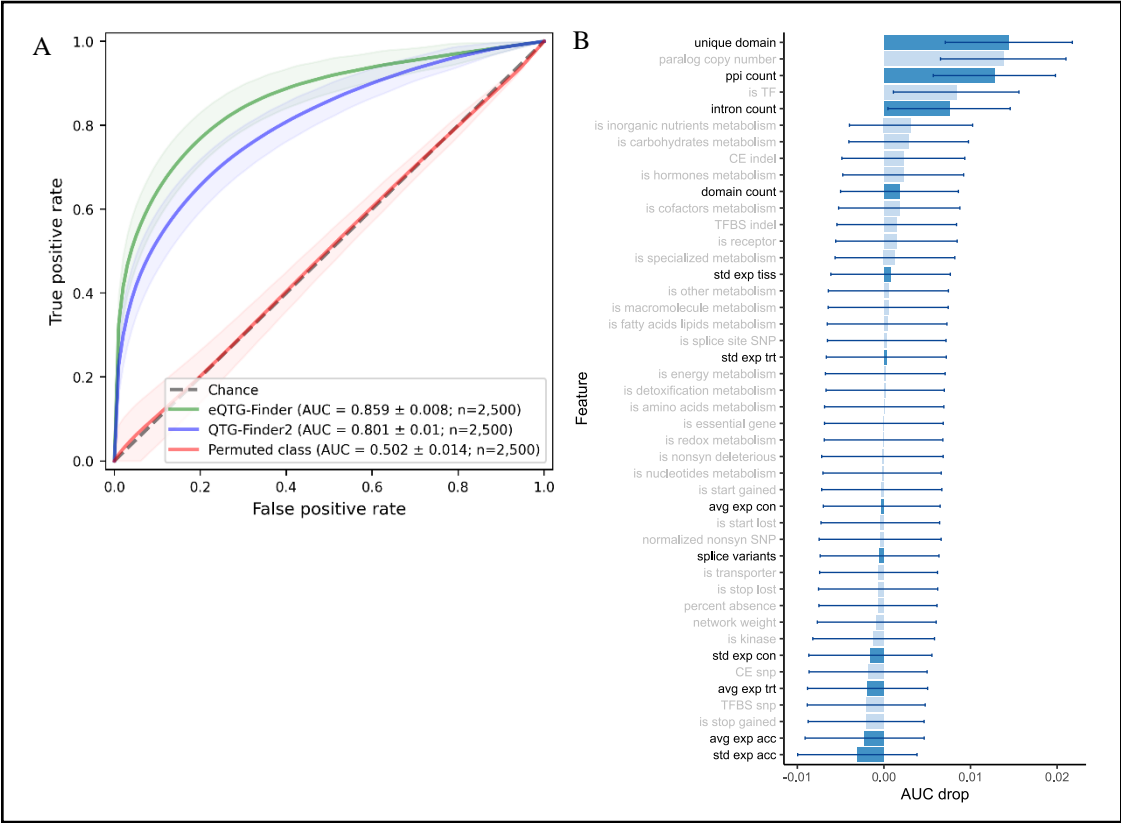 A
True positive rate
1.0
0.8
0.6
0.4
0.2
0.0
Chance
eQTG-Finder (AUC = 0.859 ± 0.008; n=2,500)
QTG-Finder2 (AUC = 0.801 ± 0.01; n=2,500)
Permuted class (AUC = 0.502 ± 0.014; n=2,500)
0.0 0.2 0.4 0.6 0.8 1.0
False positive rate
B
Feature
unique domain
paralog copy number
ppi count
is TF
intron count
is inorganic nutrients metabolism
is carbohydrates metabolism
CE indel
is hormones metabolism
domain count
is cofactors metabolism
TFBS indel
is receptor
is specialized metabolism
std exp tiss
is other metabolism
is macromolecule metabolism
is fatty acids lipids metabolism
is splice site SNP
std exp trt
is energy metabolism
is detoxification metabolism
is amino acids metabolism
is essential gene
is redox metabolism
is nonsyn deleterious
is nucleotides metabolism
is start gained
avg exp con
is start lost
normalized nonsyn SNP
splice variants
is transporter
is stop lost
percent absence
network weight
is kinase
std exp con
CE snp
avg exp trt
TFBS snp
is stop gained
avg exp acc
std exp acc
-0.01 0.00 0.01 0.02
AUC drop